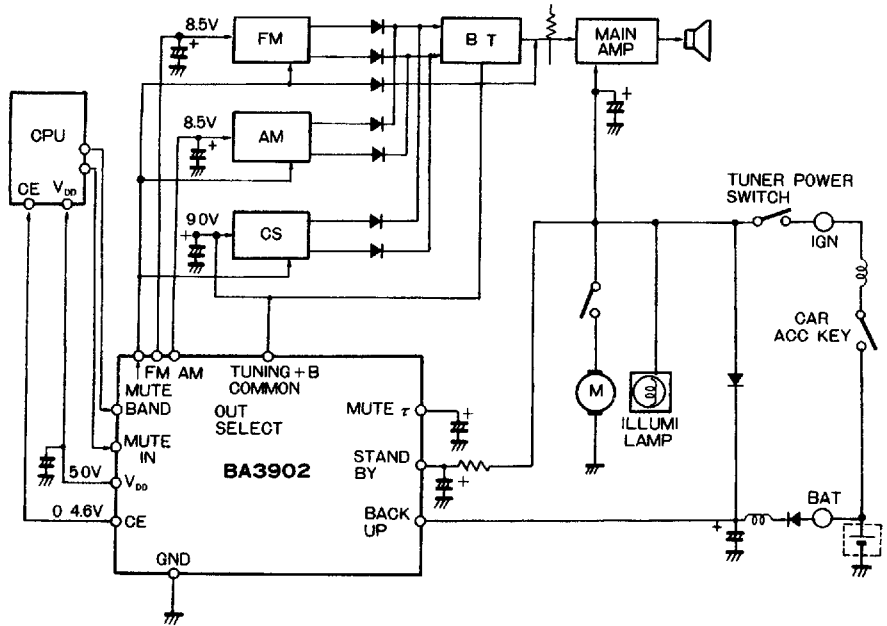 8.5V
+
FM
B T
MAIN
AMP
+
CPU
CE
VDD
8.5V
+
AM
9.0V
+
CS
TUNER POWER
SWITCH
IGN
CAR
ACC KEY
FM AM
MUTE
TUNING+B
COMMON
BAND
OUT
SELECT
MUTE τ
+
M
ILLUMI
LAMP
MUTE
IN
BA3902
STAND
BY
+
5.0V
VDD
0 4.6V
CE
BACK
UP
+
BAT
GND